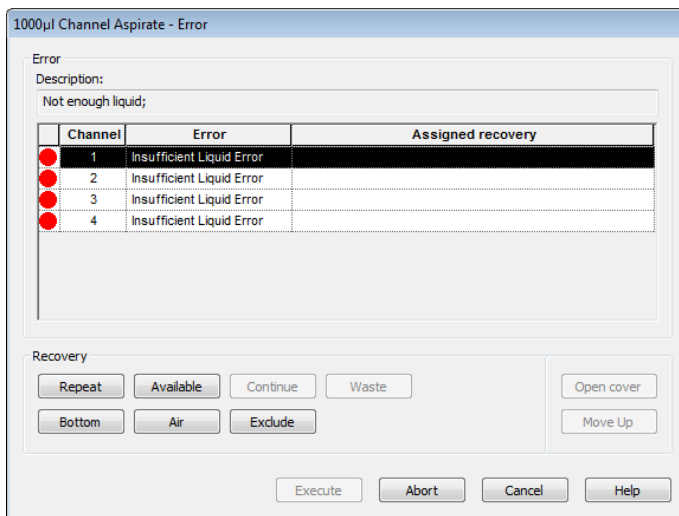 1000µl Channel Aspirate - Error
Error
Description:
Not enough liquid;
Channel Error Assigned recovery
1 Insufficient Liquid Error
2 Insufficient Liquid Error
3 Insufficient Liquid Error
4 Insufficient Liquid Error
Recovery
Repeat Available Continue Waste Open cover
Bottom Air Exclude Move Up
Execute Abort Cancel Help